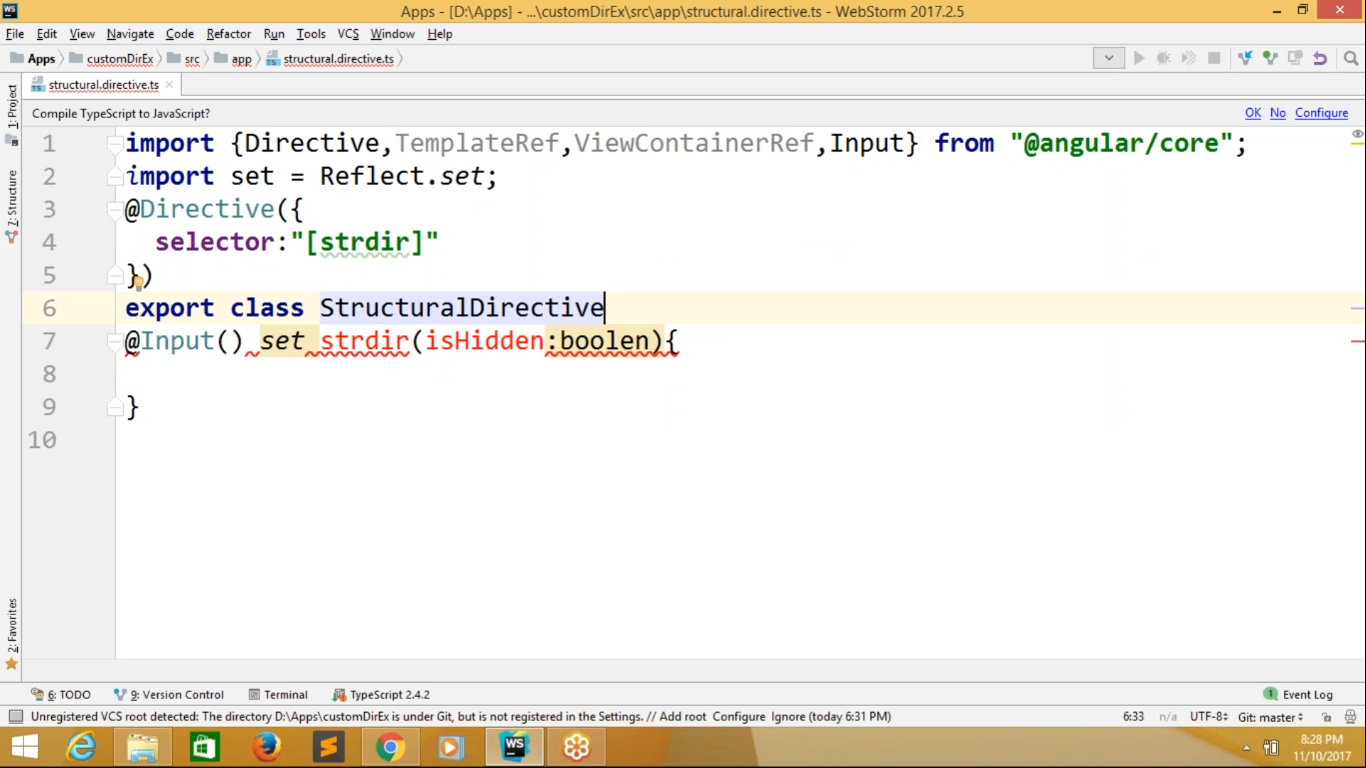 WS
Apps - [D:\Apps] - ...\customDirEx\src\app\structural.directive.ts - WebStorm 2017.2.5
File Edit View Navigate Code Refactor Run Tools VCS Window Help
Apps customDirEx src app structural.directive.ts
structural.directive.ts
1: Project
Compile TypeScript to JavaScript?
OK No Configure
1 import {Directive,TemplateRef,ViewContainerRef,Input} from "@angular/core";
2 import set = Reflect.set;
3 @Directive({
4 selector:"[strdir]"
5 })
6 export class StructuralDirective
7 @Input() set strdir(isHidden:boolen){
8
9 }
10
7: Structure
2: Favorites
6: TODO 9: Version Control Terminal TypeScript 2.4.2 1 Event Log
Unregistered VCS root detected: The directory D:\Apps\customDirEx is under Git, but is not registered in the Settings. // Add root Configure Ignore (today 6:31 PM) 6:33 n/a UTF-8 Git: master
WS
8:28 PM
11/10/2017